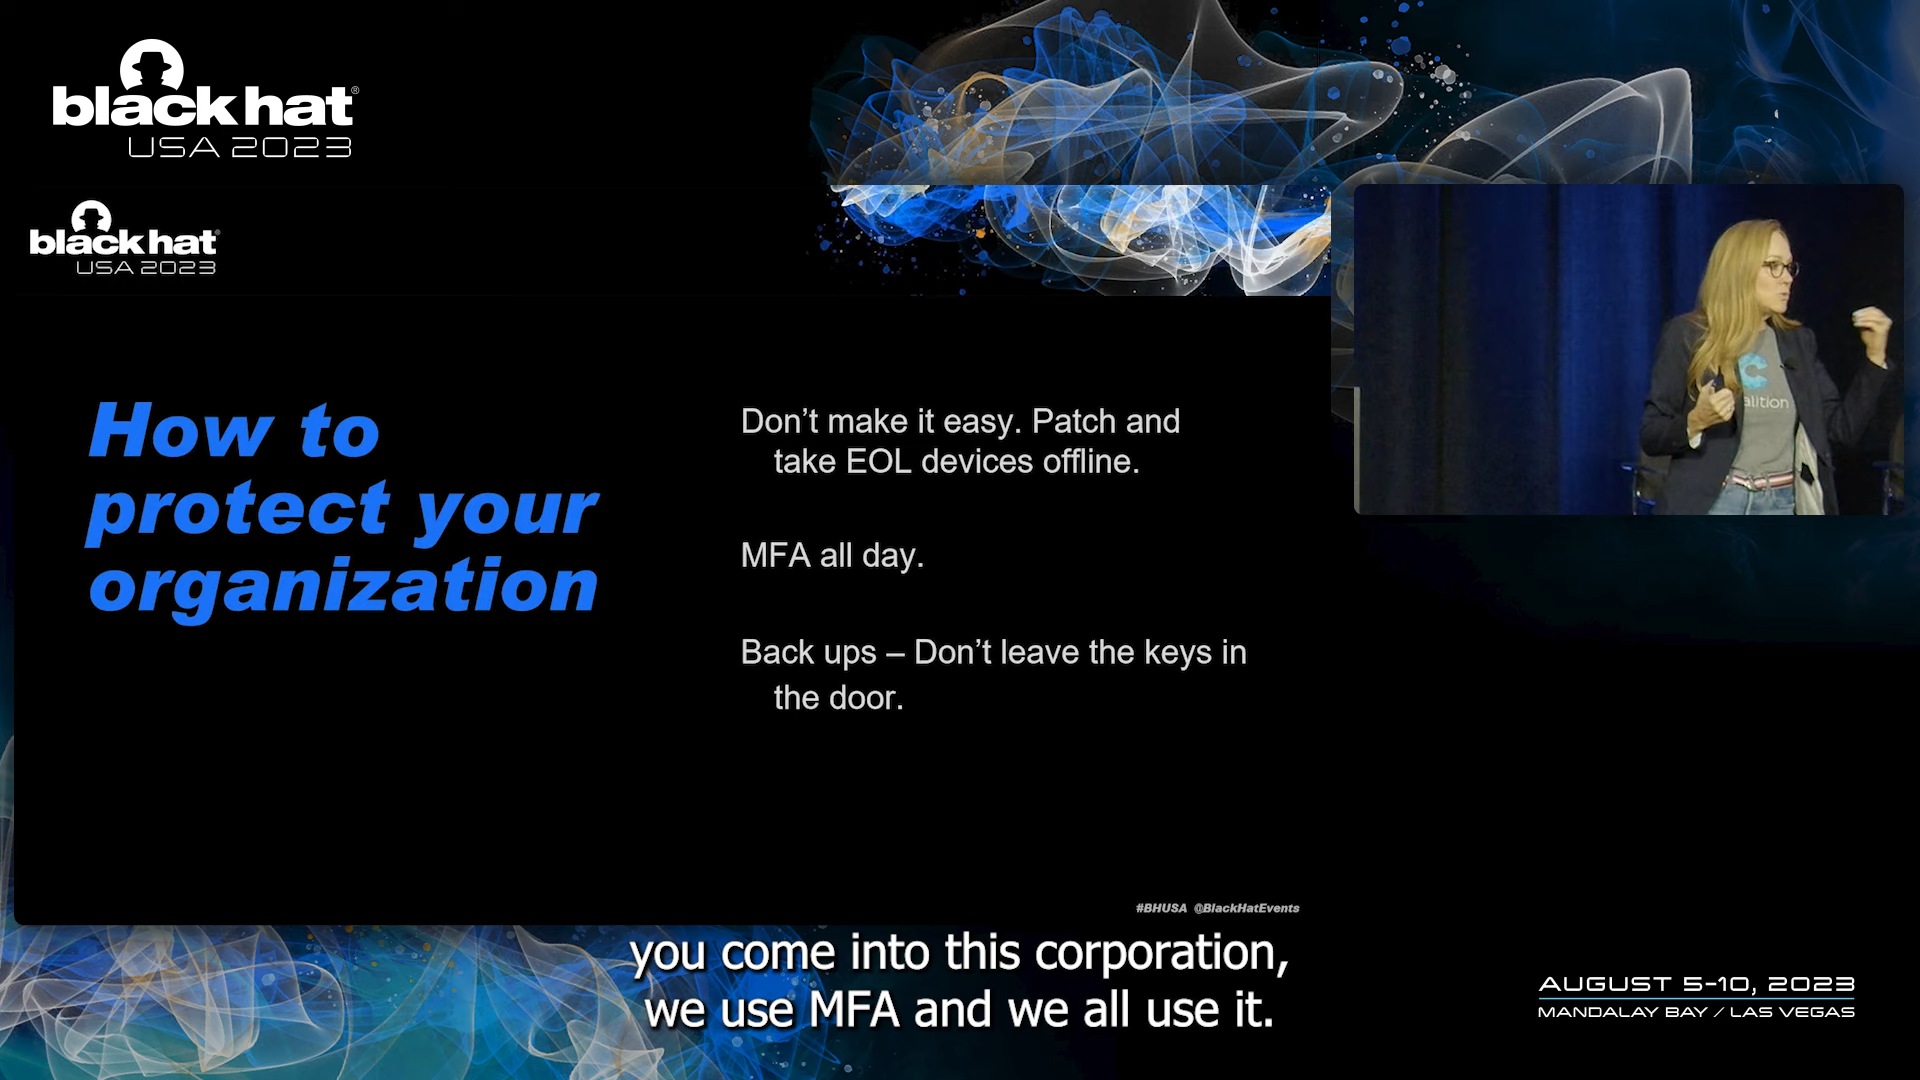 black hat®
USA 2023
black hat
USA 2023
How to
protect your
organization
Don’t make it easy. Patch and
take EOL devices offline.
MFA all day.
Back ups – Don’t leave the keys in
the door.
alition
#BHUSA @BlackHatEvents
you come into this corporation,
we use MFA and we all use it.
AUGUST 5-10, 2023
MANDALAY BAY / LAS VEGAS